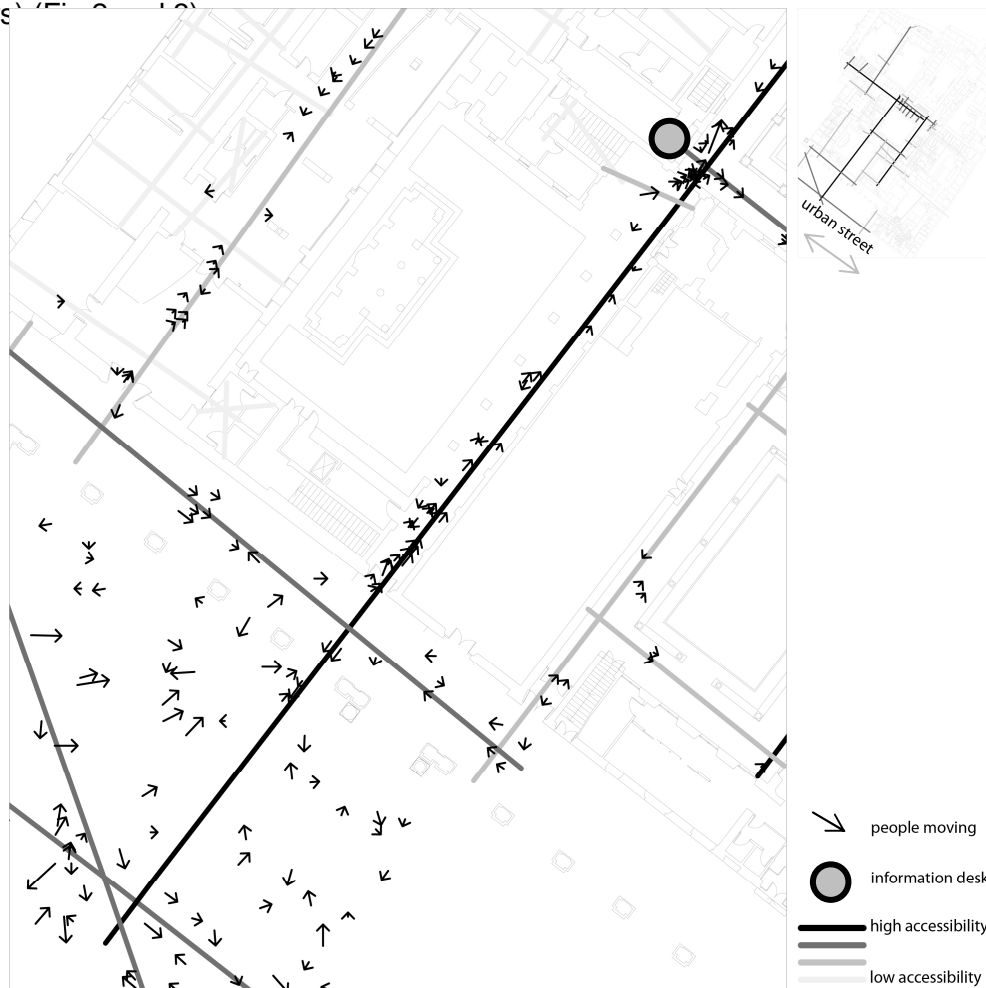 urban street
people moving
information desk
high accessibility
low accessibility